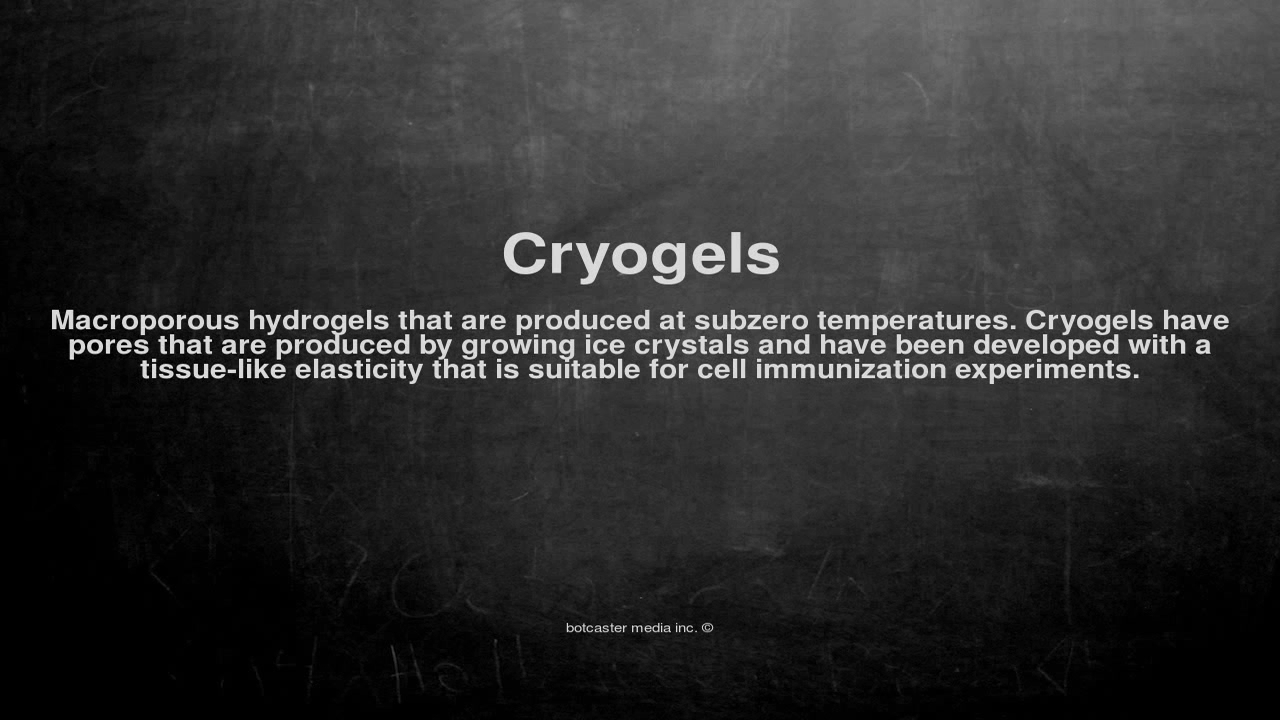 Cryogels
Macroporous hydrogels that are produced at subzero temperatures. Cryogels have
pores that are produced by growing ice crystals and have been developed with a
tissue-like elasticity that is suitable for cell immunization experiments.
botcaster media inc. ©